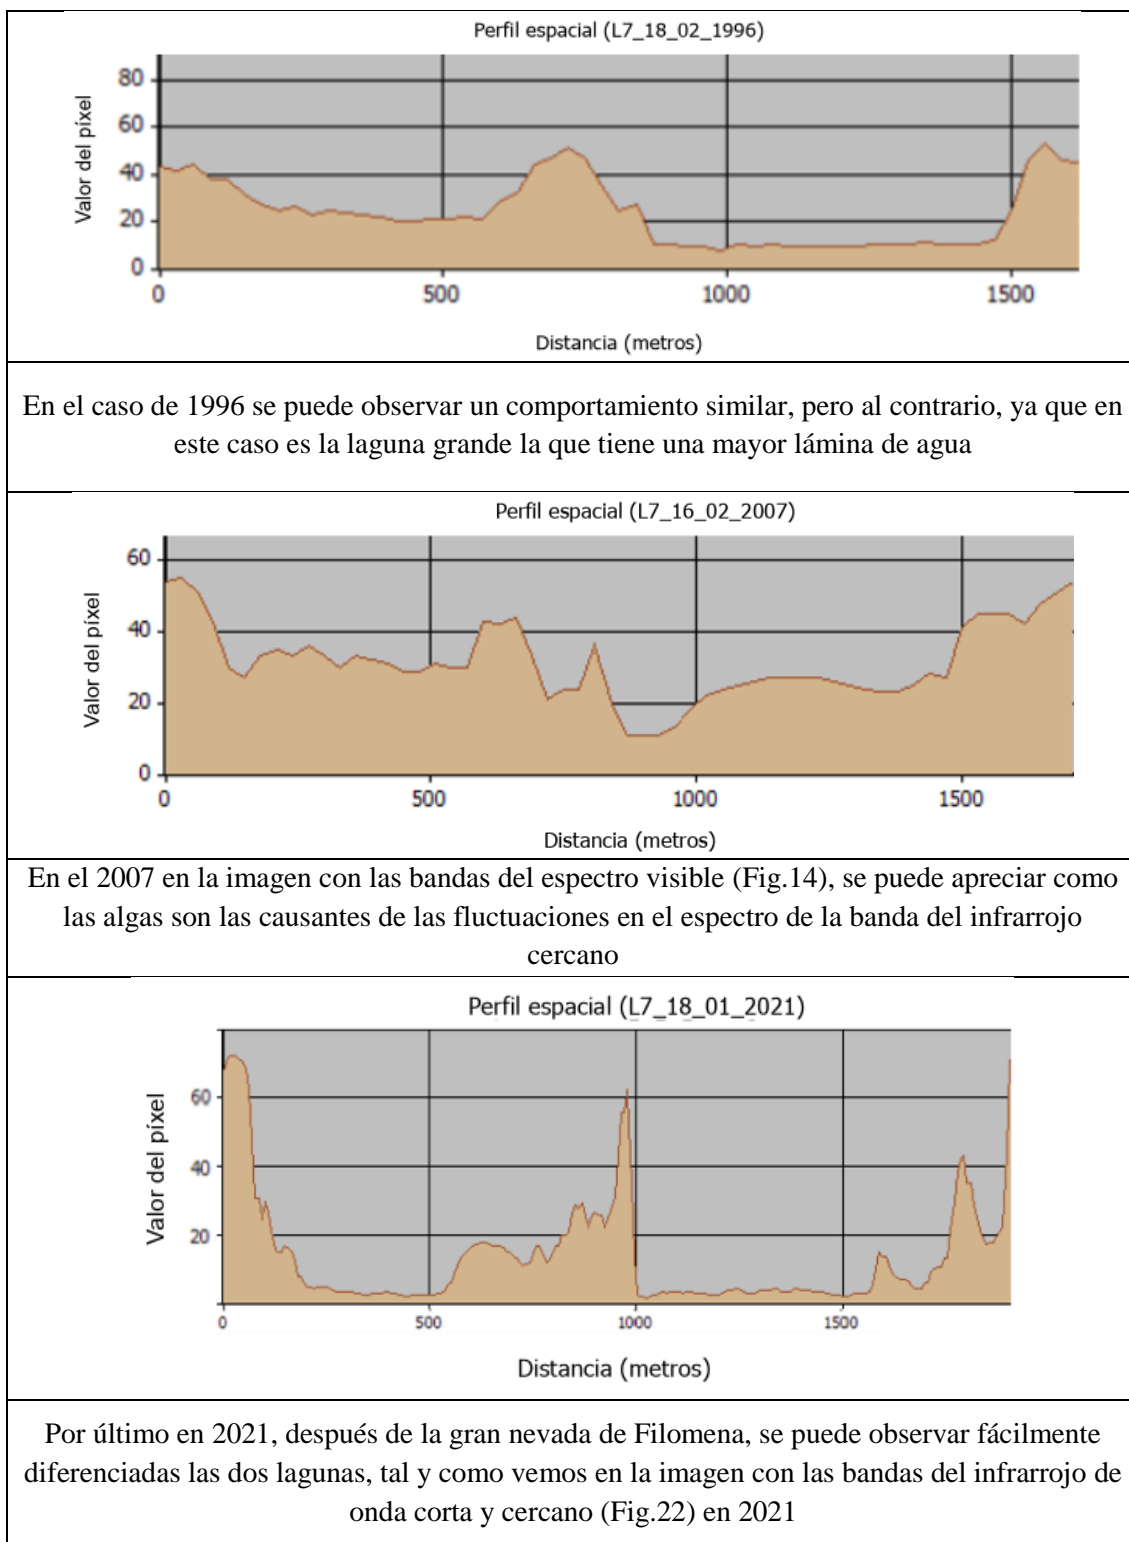 Perfil espacial (L7_18_02_1996)
80
60
40
20
0
Valor del píxel
0 500 1000 1500
Distancia (metros)
En el caso de 1996 se puede observar un comportamiento similar, pero al contrario, ya que en
este caso es la laguna grande la que tiene una mayor lámina de agua
Perfil espacial (L7_16_02_2007)
60
40
20
0
Valor del píxel
0 500 1000 1500
Distancia (metros)
En el 2007 en la imagen con las bandas del espectro visible (Fig.14), se puede apreciar como
las algas son las causantes de las fluctuaciones en el espectro de la banda del infrarrojo
cercano
Perfil espacial (L7_18_01_2021)
60
40
20
Valor del píxel
0 500 1000 1500
Distancia (metros)
Por último en 2021, después de la gran nevada de Filomena, se puede observar fácilmente
diferenciadas las dos lagunas, tal y como vemos en la imagen con las bandas del infrarrojo de
onda corta y cercano (Fig.22) en 2021